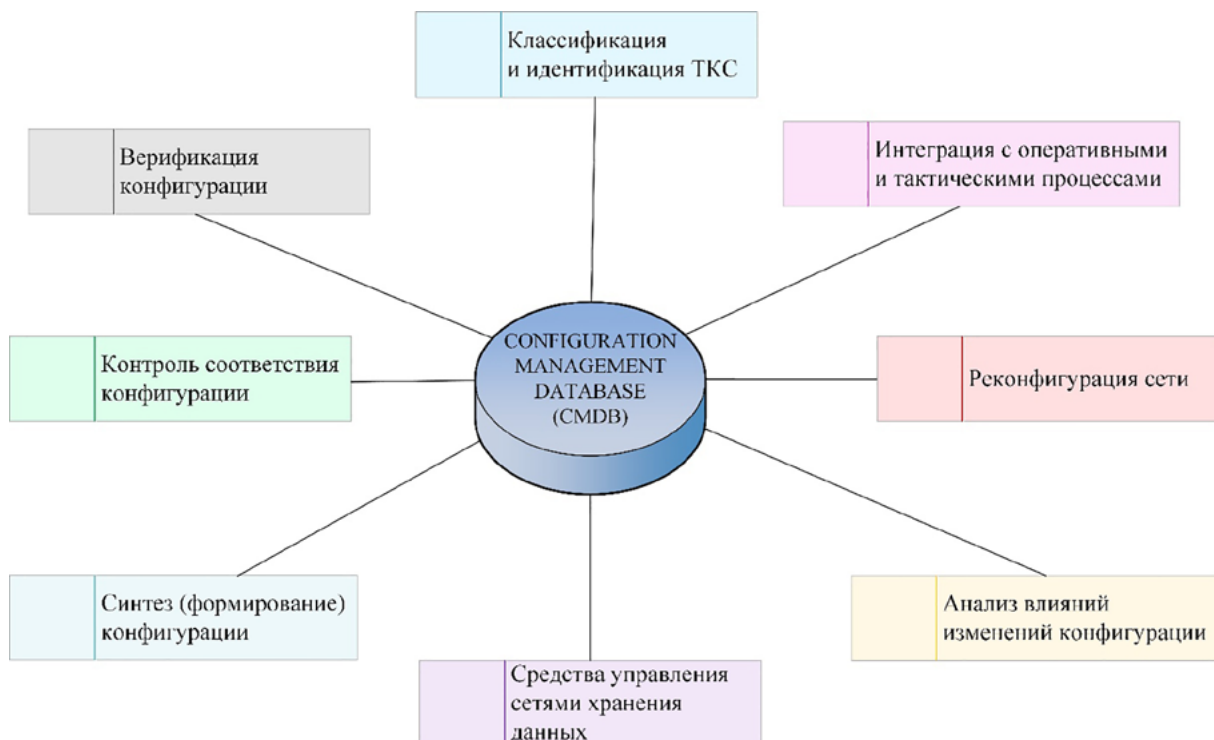 Классификация
и идентификация ТКС
Верификация
конфигурации
Интеграция с оперативными
и тактическими процессами
CONFIGURATION
MANAGEMENT
DATABASE
(CMDB)
Контроль соответствия
конфигурации
Реконфигурация сети
Синтез (формирование)
конфигурации
Анализ влияний
изменений конфигурации
Средства управления
сетями хранения
данных